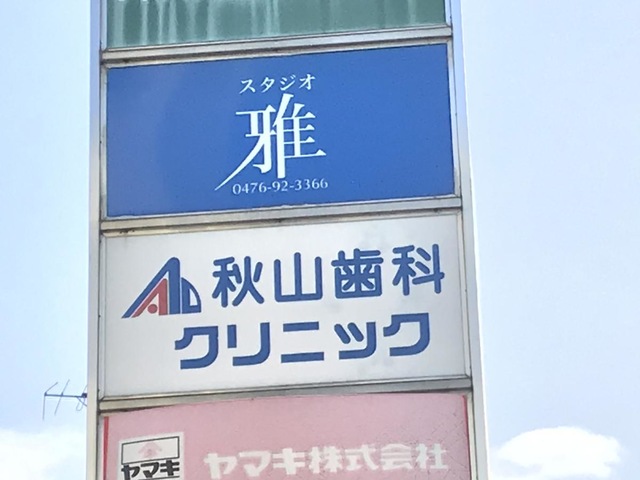 スタジオ
雅
0476-92-3366
秋山歯科
クリニック
ヤマキ ヤマキ株式会社